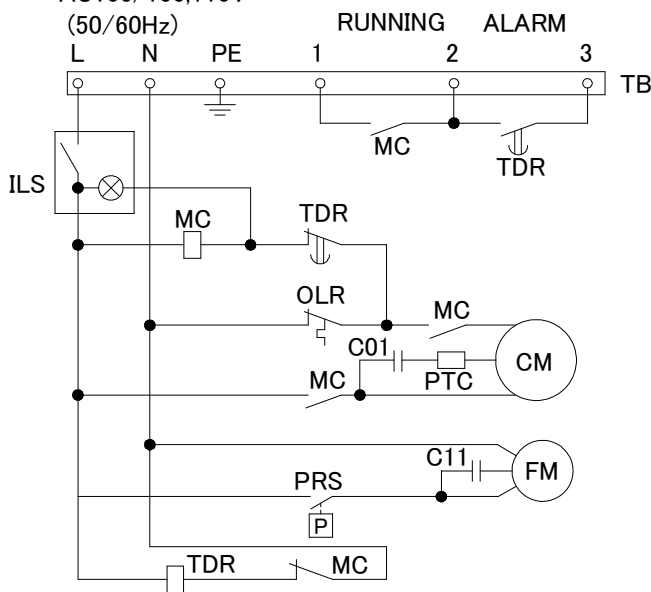 (50/60Hz) RUNNING ALARM
L N PE 1 2 3
TB
MC
TDR
ILS
MC TDR
OLR MC
C01
CM
MC PTC
C11
FM
PRS
P
TDR MC